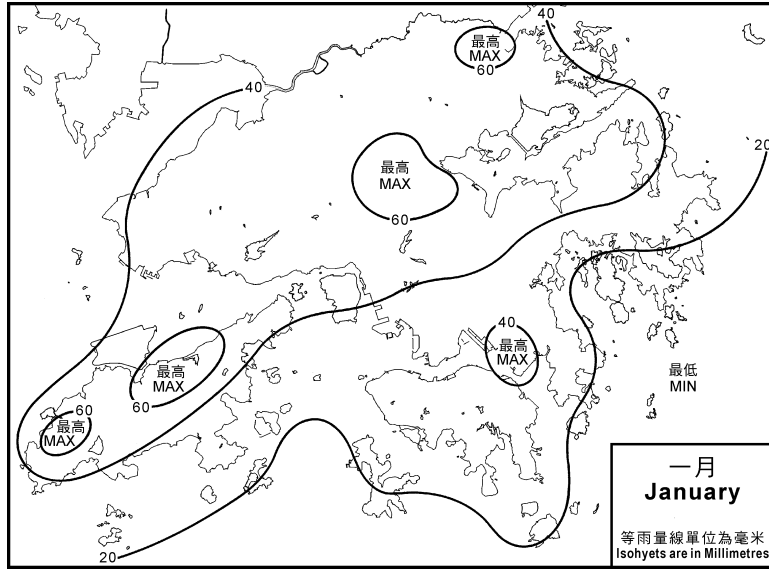 40
最高
MAX
60
40
20
最高
MAX
60
40
最高
MAX
最高
MAX
60
60
最高
MAX
20
最低
MIN
一月
January
等雨量線單位為毫米
Isohyets are in Millimetres